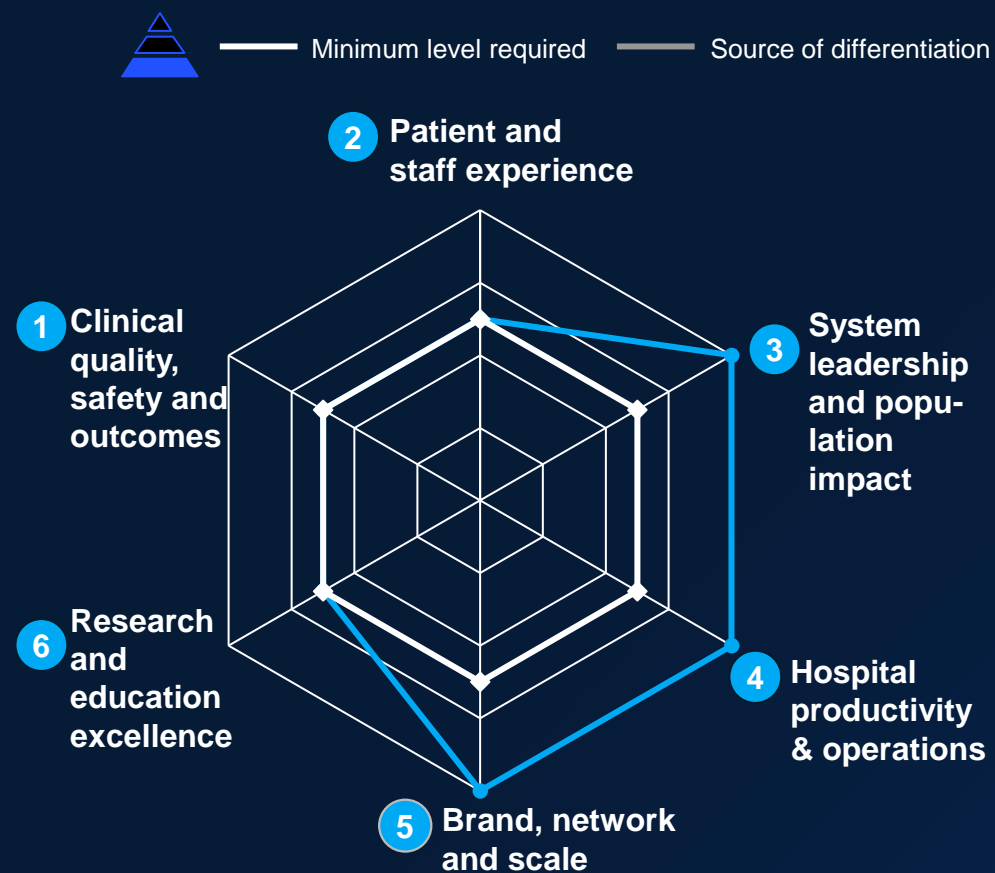 Minimum level required
Source of differentiation
2
Patient and
staff experience
1
Clinical
quality,
safety and
outcomes
3
System
leadership
and popu-
lation
impact
6
Research
and
education
excellence
4
Hospital
productivity
& operations
5
Brand, network
and scale